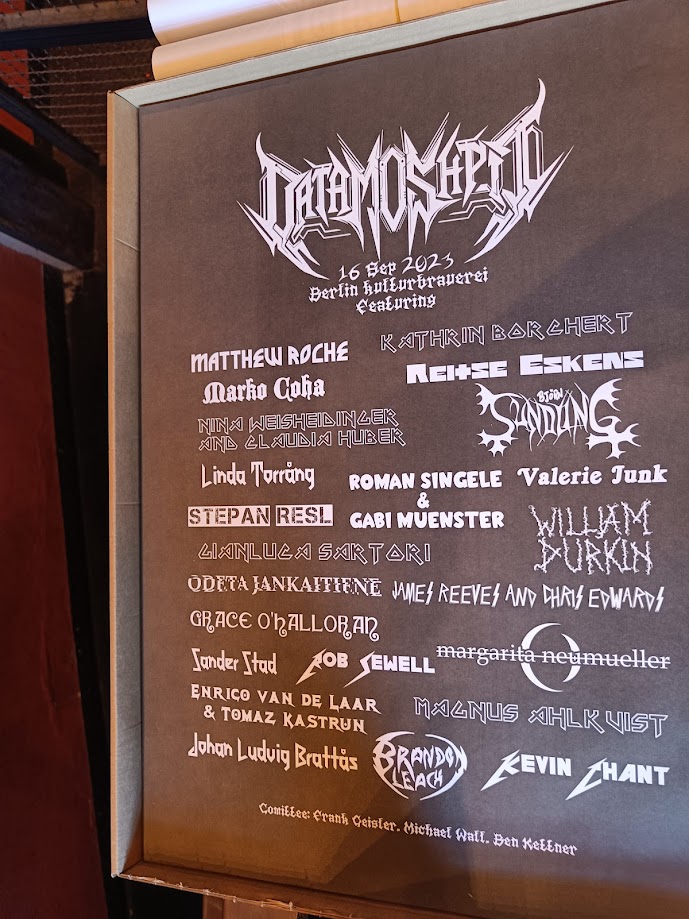 DATAMOSHPIT
16 Sep 2023
Berlin Kulturbrauerei
Featuring
MATTHEW ROCHE
KATHRIN BORCHERT
Marko Coha
REITSE ESKENS
NINA WEISHEIDINGER
AND CLAUDIA HUBER
BJÖRN
SUNDLING
Linda Torrång
ROMAN SINGELE
&
GABI MUENSTER
Valerie Junk
STEPAN RESL
WILLIAM
DURKIN
GIANLUCA SARTORI
ODETA JANKAITIENE
JAMES REEVES AND CHRIS EDWARDS
GRACE O'HALLORAN
margarita neumueller
Sander Stad
ROB SEWELL
ENRICO VAN DE LAAR
& TOMAZ KASTRUN
MAGNUS AHLKVIST
Johan Ludvig Brattås
BRANDON
LEACH
KEVIN CHANT
Comittee: Frank Geisler, Michael Wall, Ben Kettner